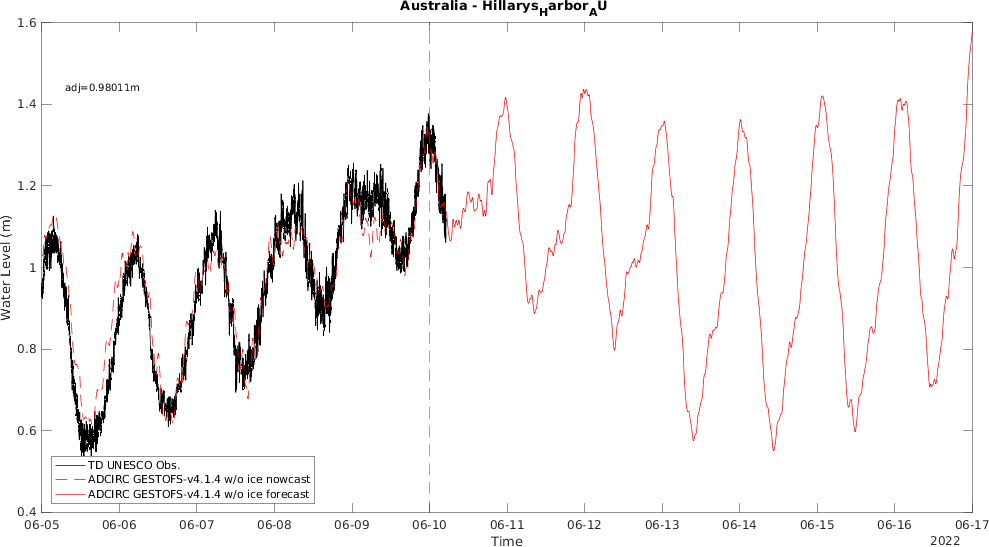 Australia - Hillarys_Harbor_AU
1.6
1.4
1.2
1
0.8
0.6
0.4
Water Level (m)
adj=0.98011m
TD UNESCO Obs.
ADCIRC GESTOFS-v4.1.4 w/o ice nowcast
ADCIRC GESTOFS-v4.1.4 w/o ice forecast
06-05 06-06 06-07 06-08 06-09 06-10 06-11 06-12 06-13 06-14 06-15 06-16 06-17
Time
2022